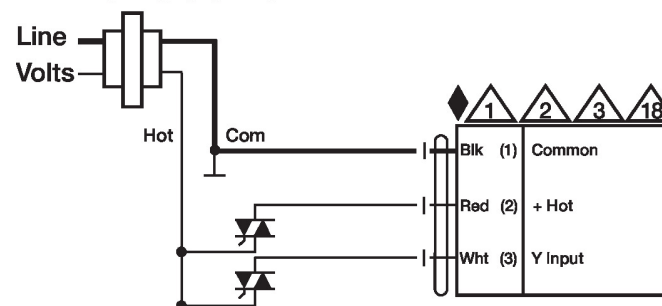 Line
Volts
Hot
Com
1 2 3 18
Blk (1) Common
Red (2) + Hot
Wht (3) Y Input